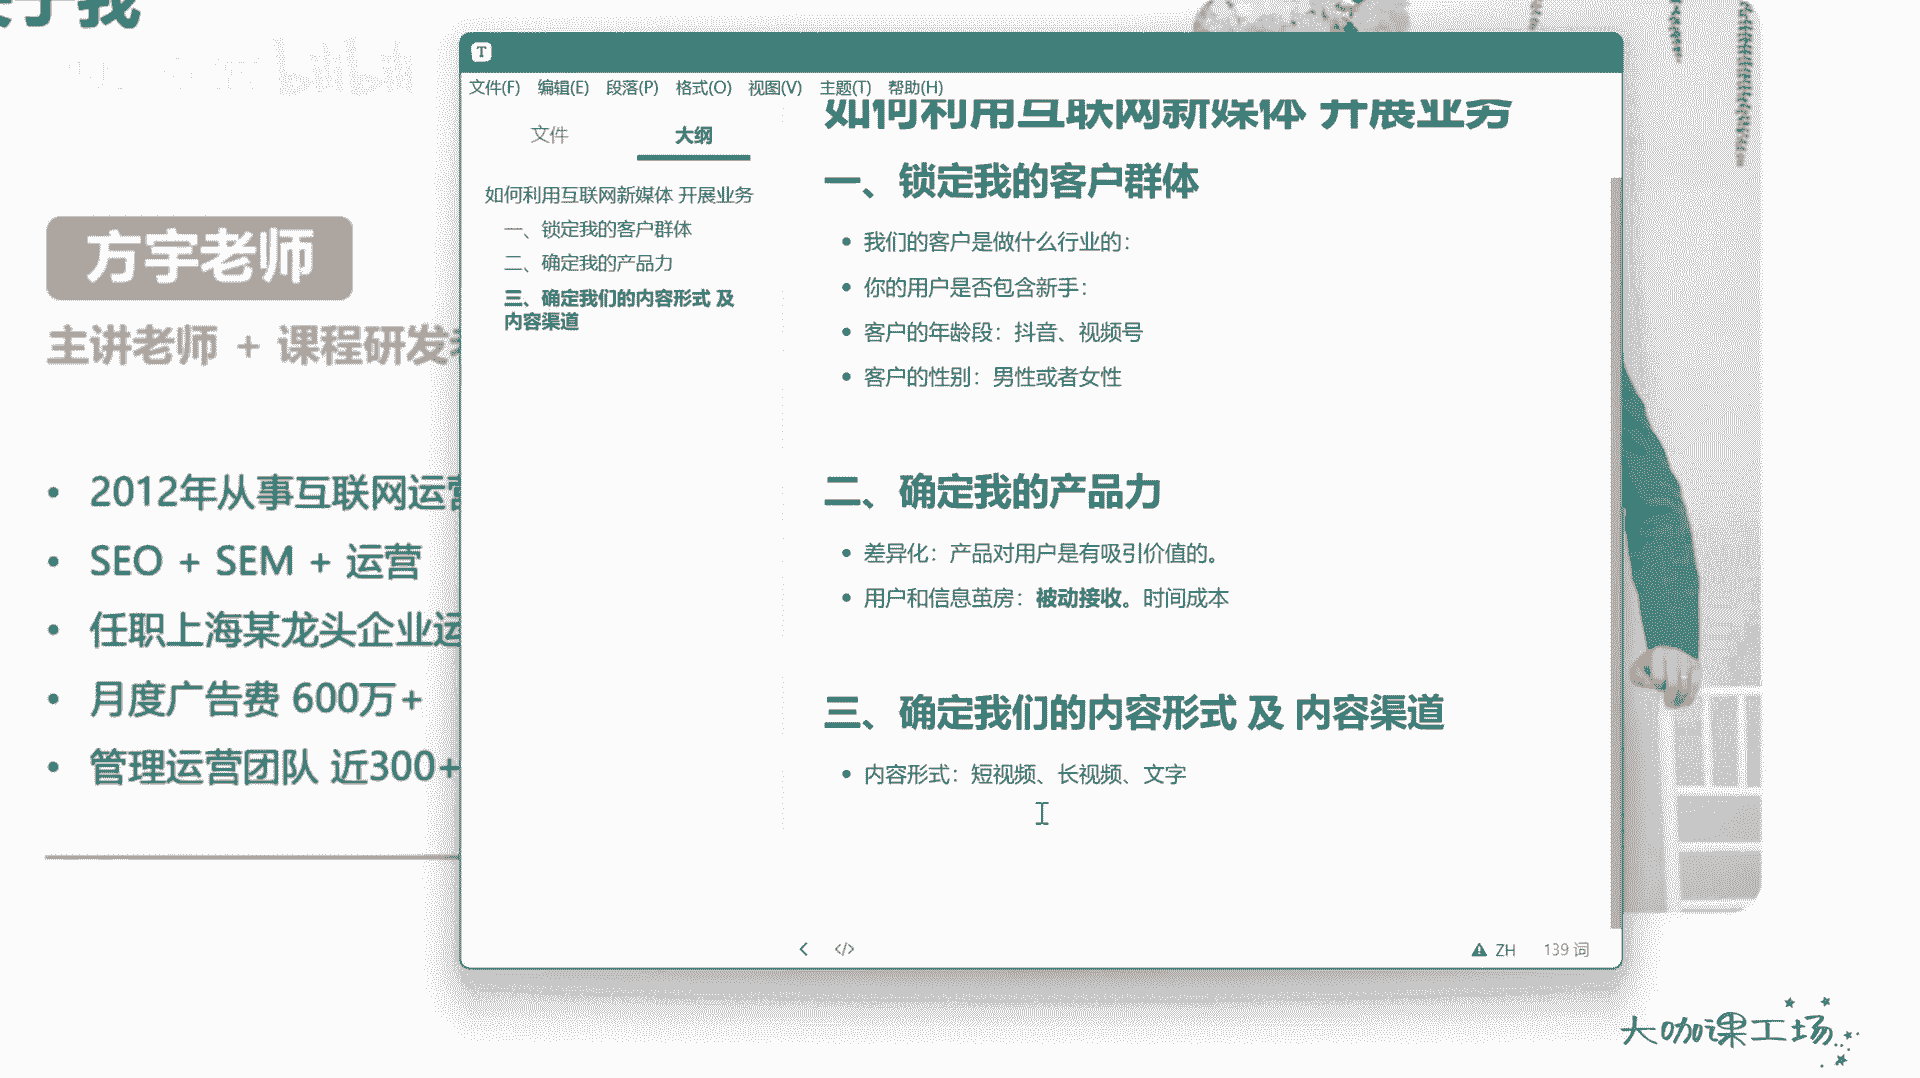 关于我
bilibili
方宇老师
主讲老师 + 课程研发
2012年从事互联网运营
SEO + SEM + 运营
任职上海某龙头企业运
月度广告费 600万+
管理运营团队 近300+
T
文件(F) 编辑(E) 段落(P) 格式(O) 视图(V) 主题(T) 帮助(H)
文件 大纲
如何利用互联网新媒体 开展业务
一、锁定我的客户群体
二、确定我的产品力
三、确定我们的内容形式 及
内容渠道
如何利用互联网新媒体 开展业务
一、锁定我的客户群体
我们的客户是做什么行业的：
你的用户是否包含新手：
客户的年龄段：抖音、视频号
客户的性别：男性或者女性
二、确定我的产品力
差异化：产品对用户是有吸引价值的。
用户和信息茧房：被动接收。时间成本
三、确定我们的内容形式 及 内容渠道
内容形式：短视频、长视频、文字
ZH 139 词
大咖课工场